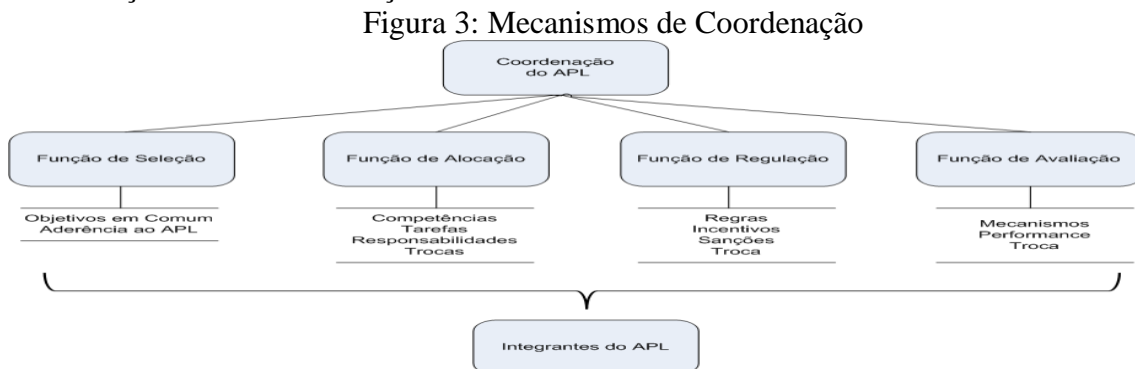 Figura 3: Mecanismos de Coordenação
Coordenação
do APL
Função de Seleção
Função de Alocação
Função de Regulação
Função de Avaliação
Objetivos em Comum
Aderência ao APL
Competências
Tarefas
Responsabilidades
Trocas
Regras
Incentivos
Sanções
Troca
Mecanismos
Performance
Troca
Integrantes do APL